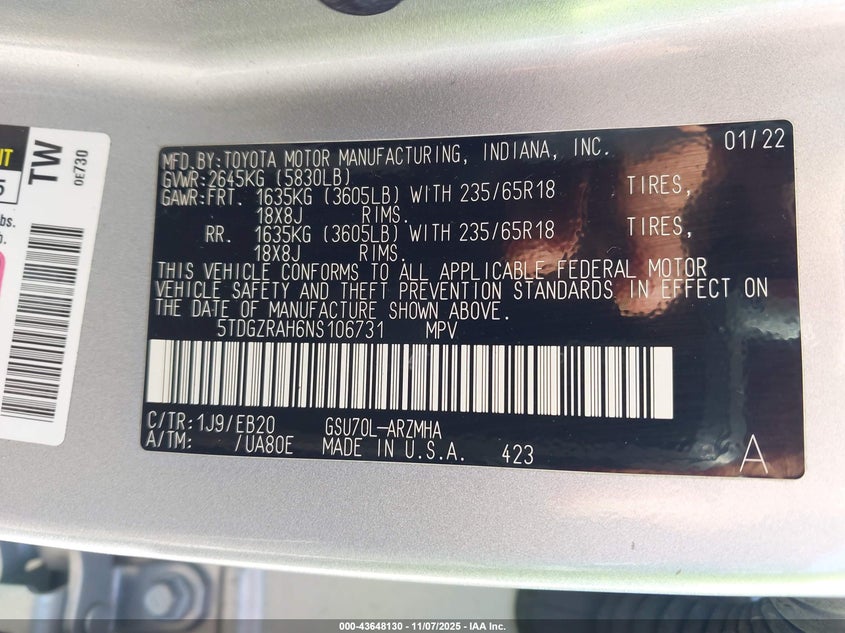 IT
5
lbs.
b.
TW
0E730
MFD.BY:TOYOTA MOTOR MANUFACTURING, INDIANA, INC. 01/22
GVWR:2645KG (5830LB)
GAWR:FRT. 1635KG (3605LB) WITH 235/65R18 TIRES,
18X8J RIMS.
RR. 1635KG (3605LB) WITH 235/65R18 TIRES,
18X8J RIMS.
THIS VEHICLE CONFORMS TO ALL APPLICABLE FEDERAL MOTOR
VEHICLE SAFETY AND THEFT PREVENTION STANDARDS IN EFFECT ON
THE DATE OF MANUFACTURE SHOWN ABOVE.
5TDGZRAH6NS106731 MPV
C/TR:1J9/EB20 GSU70L-ARZMHA
A/TM: /UA80E MADE IN U.S.A. 423
A
000-43648130 - 11/07/2025 - IAA Inc.